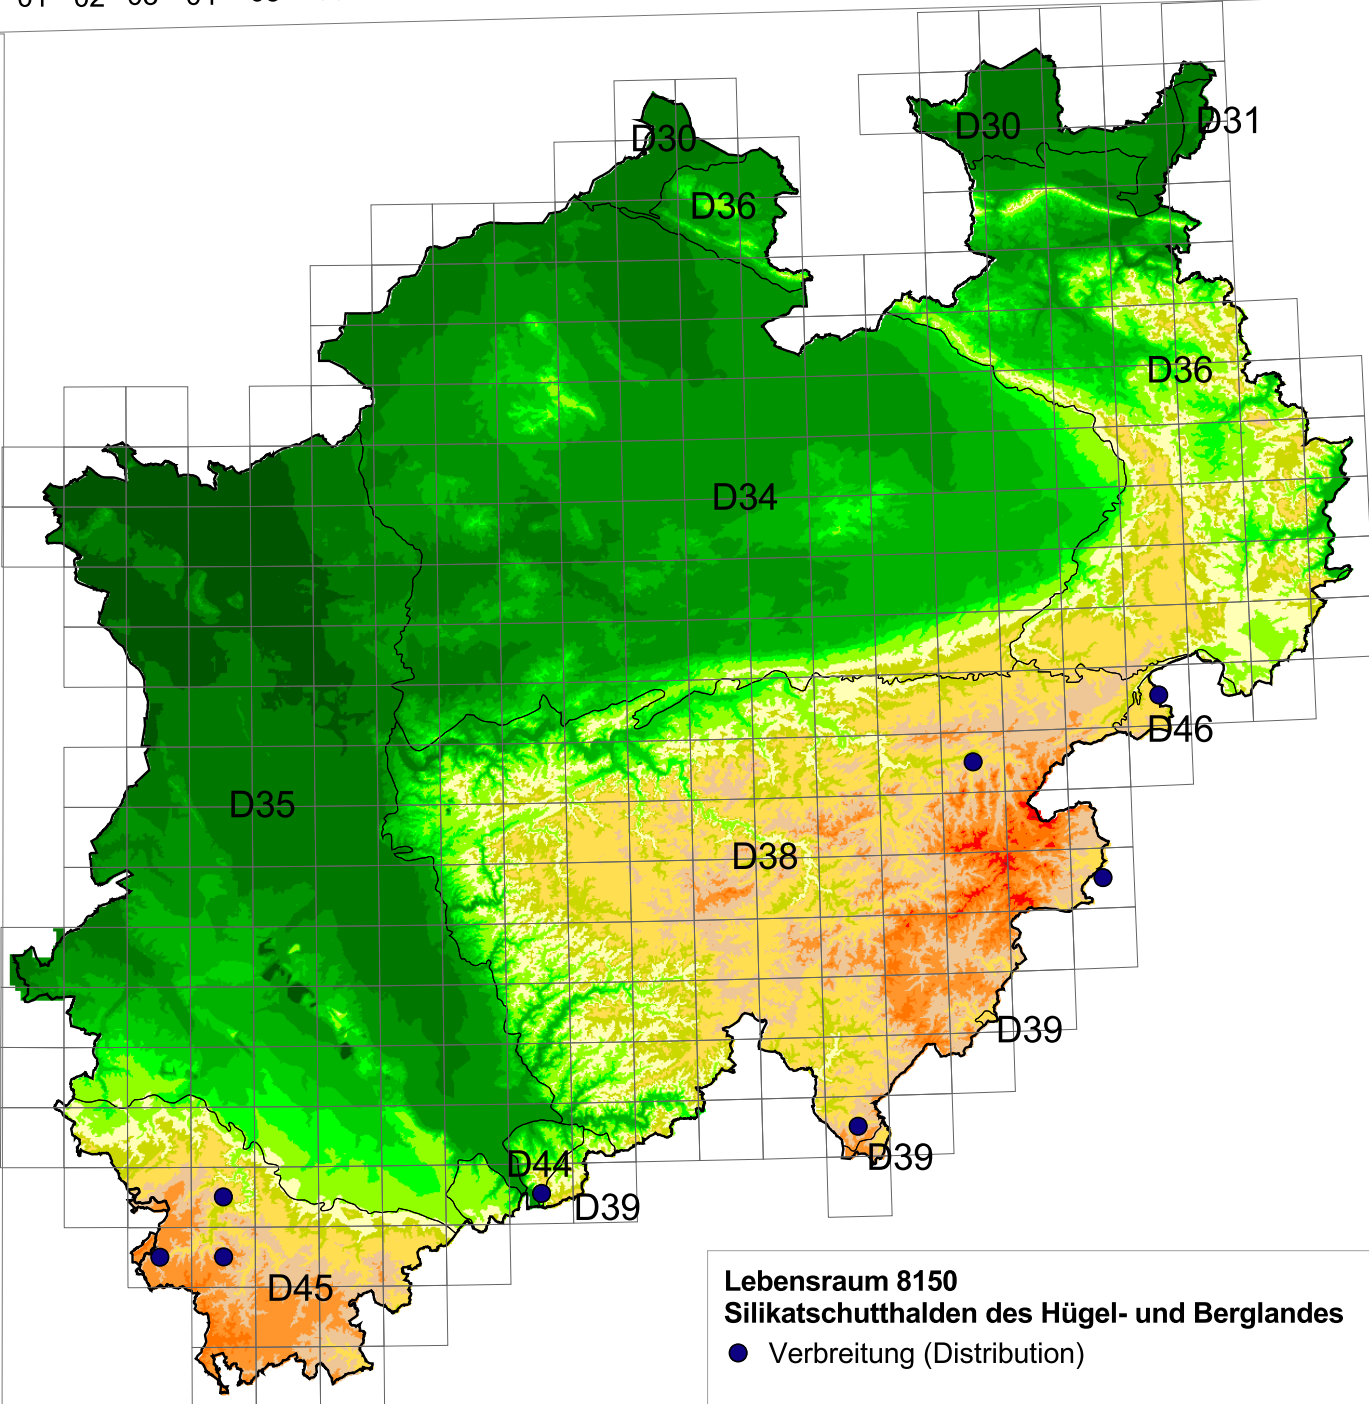 D30
D31
D30
D36
D36
D34
D46
D35
D38
D39
D39
D44
D39
D45
Lebensraum 8150
Silikatschutthalden des Hügel- und Berglandes
Verbreitung (Distribution)